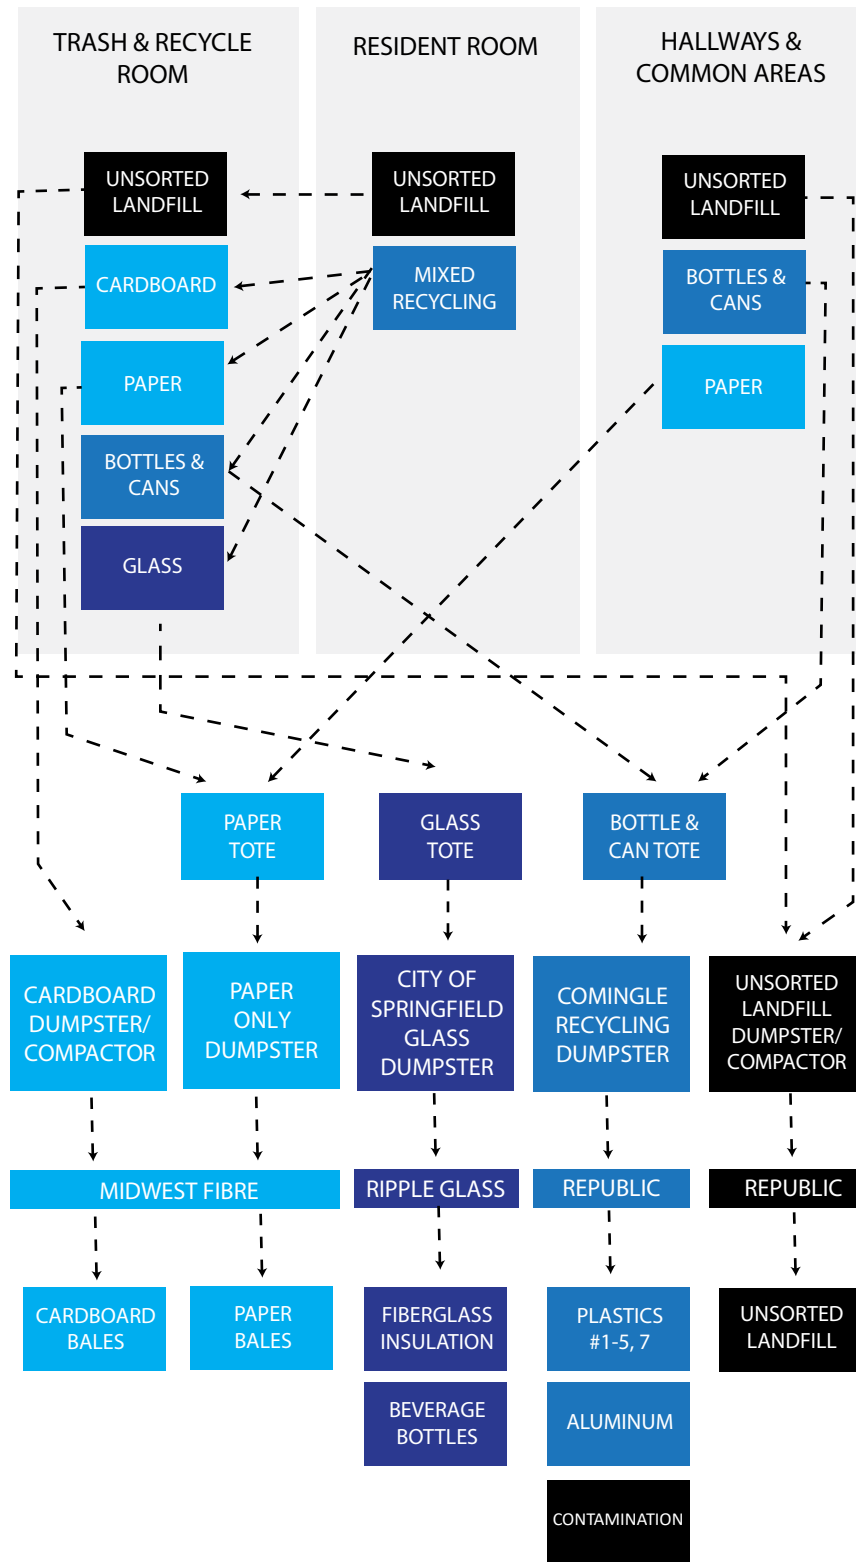 TRASH & RECYCLE
ROOM
RESIDENT ROOM
HALLWAYS &
COMMON AREAS
UNSORTED
LANDFILL
CARDBOARD
PAPER
BOTTLES &
CANS
GLASS
UNSORTED
LANDFILL
MIXED
RECYCLING
UNSORTED
LANDFILL
BOTTLES &
CANS
PAPER
PAPER
TOTE
GLASS
TOTE
BOTTLE &
CAN TOTE
CARDBOARD
DUMPSTER/
COMPACTOR
PAPER
ONLY
DUMPSTER
CITY OF
SPRINGFIELD
GLASS
DUMPSTER
COMINGLE
RECYCLING
DUMPSTER
UNSORTED
LANDFILL
DUMPSTER/
COMPACTOR
MIDWEST FIBRE
RIPPLE GLASS
REPUBLIC
REPUBLIC
CARDBOARD
BALES
PAPER
BALES
FIBERGLASS
INSULATION
PLASTICS
#1-5, 7
UNSORTED
LANDFILL
BEVERAGE
BOTTLES
ALUMINUM
CONTAMINATION